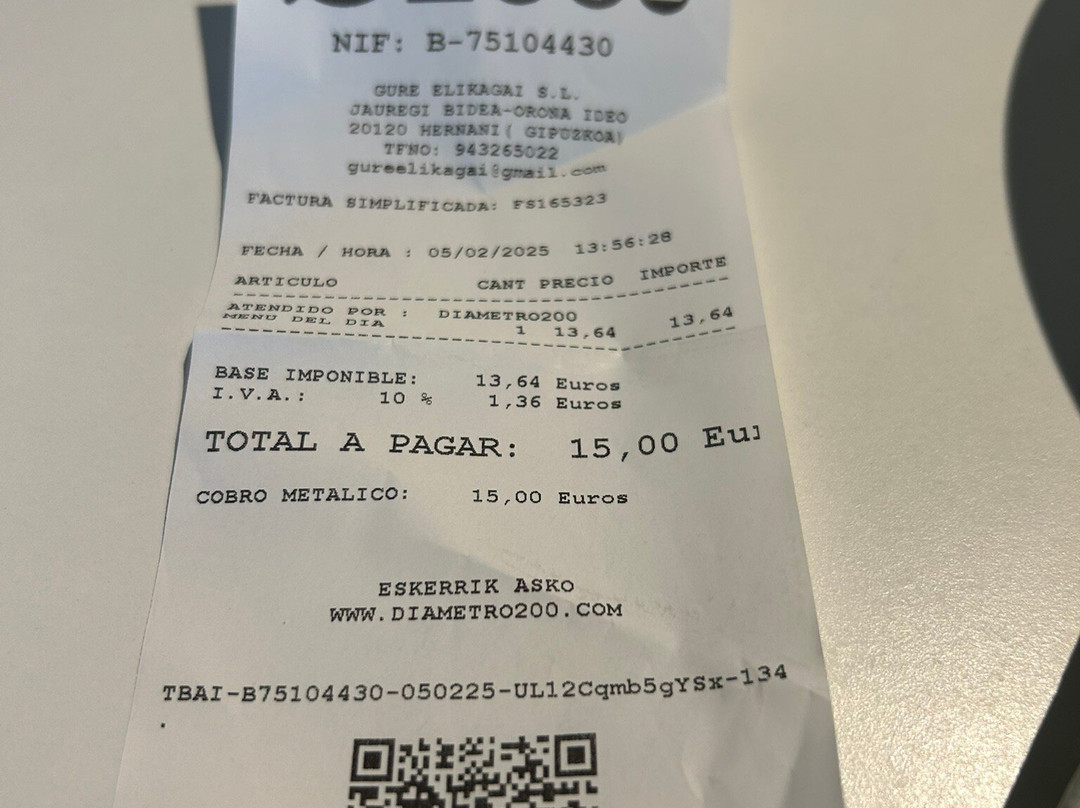 NIF: B-75104430
GURE ELIKAGAI S.L.
JAUREGI BIDEA-ORONA IDEO
20120 HERNANI( GIPUZKOA)
TFNO: 943265022
gureelikagai@gmail.com
FACTURA SIMPLIFICADA: FS165323
FECHA / HORA : 05/02/2025 13:56:28
ARTICULO CANT PRECIO IMPORTE
ATENDIDO POR : DIAMETRO200
MENU DEL DIA 1 13,64 13,64
BASE IMPONIBLE: 13,64 Euros
I.V.A.: 10 % 1,36 Euros
TOTAL A PAGAR: 15,00 Eu
COBRO METALICO: 15,00 Euros
ESKERRIK ASKO
WWW.DIAMETRO200.COM
TBAI-B75104430-050225-UL12Cqmb5gYSx-134
.